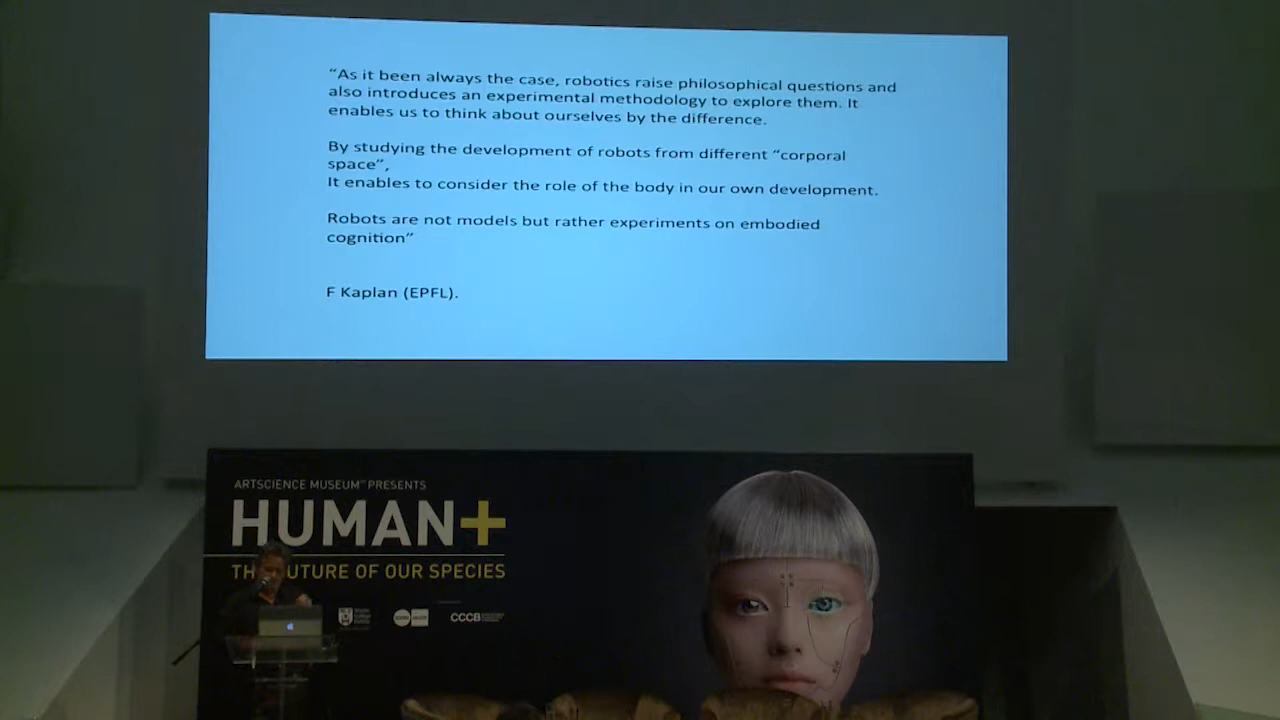 “As it been always the case, robotics raise philosophical questions and
also introduces an experimental methodology to explore them. It
enables us to think about ourselves by the difference.
By studying the development of robots from different “corporal
space”,
It enables to consider the role of the body in our own development.
Robots are not models but rather experiments on embodied
cognition”
F Kaplan (EPFL).
ARTSCIENCE MUSEUM™ PRESENTS
HUMAN+
TH FUTURE OF OUR SPECIES
CCCB